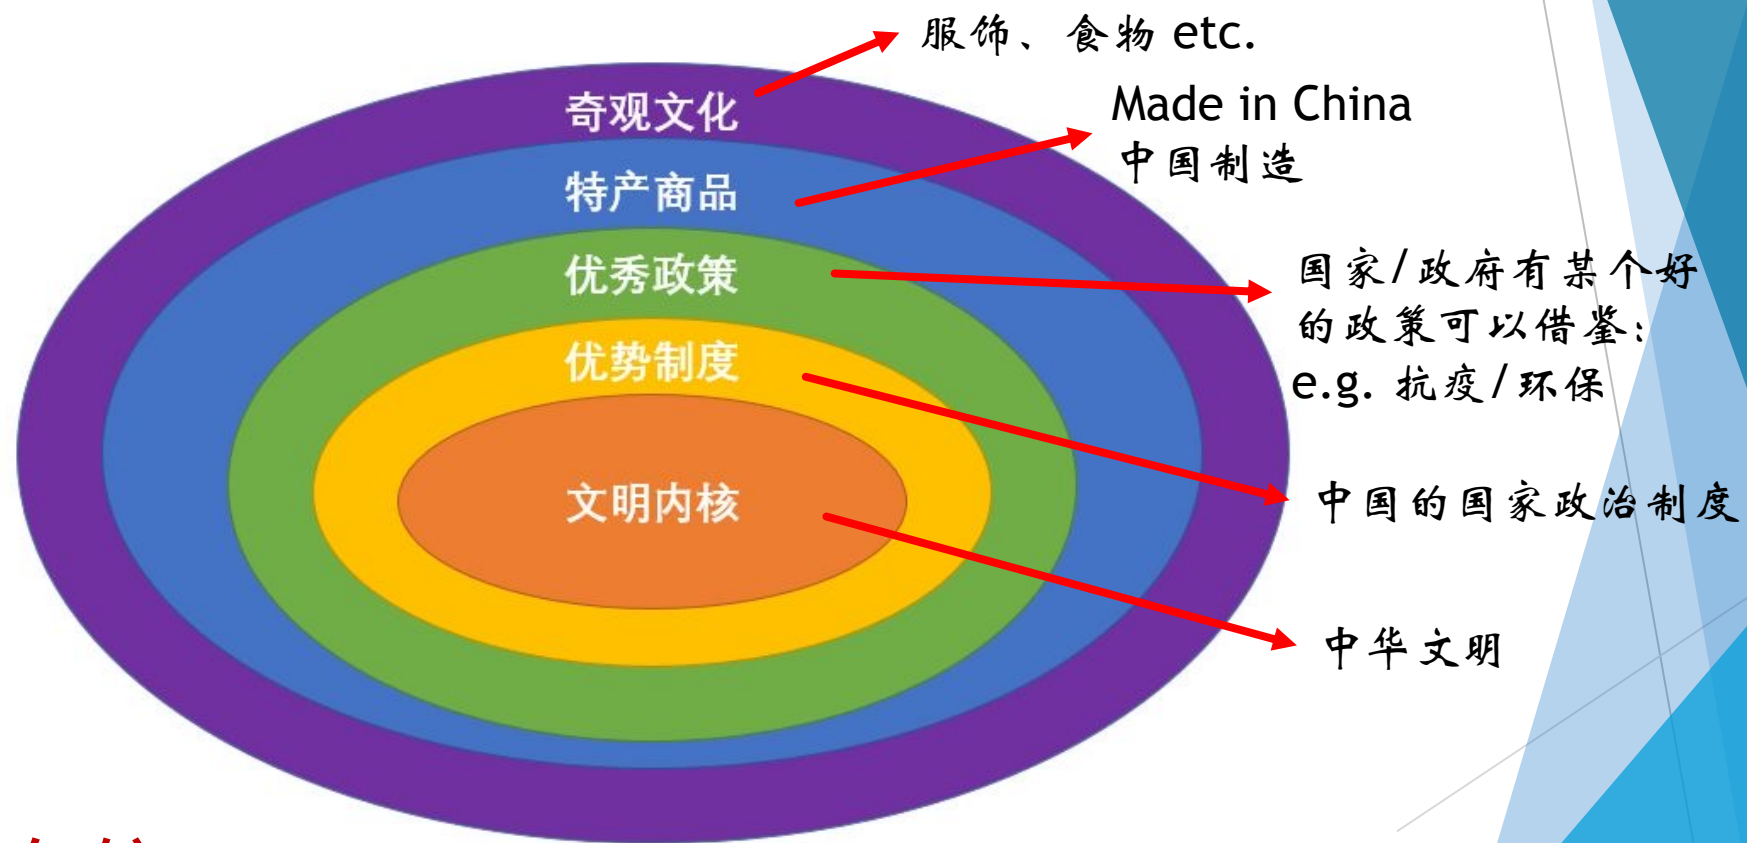 服饰、食物 etc.
奇观文化
Made in China
中国制造
特产商品
优秀政策
国家/政府有某个好
的政策可以借鉴：
e.g. 抗疫/环保
优势制度
中国的国家政治制度
文明内核
中华文明